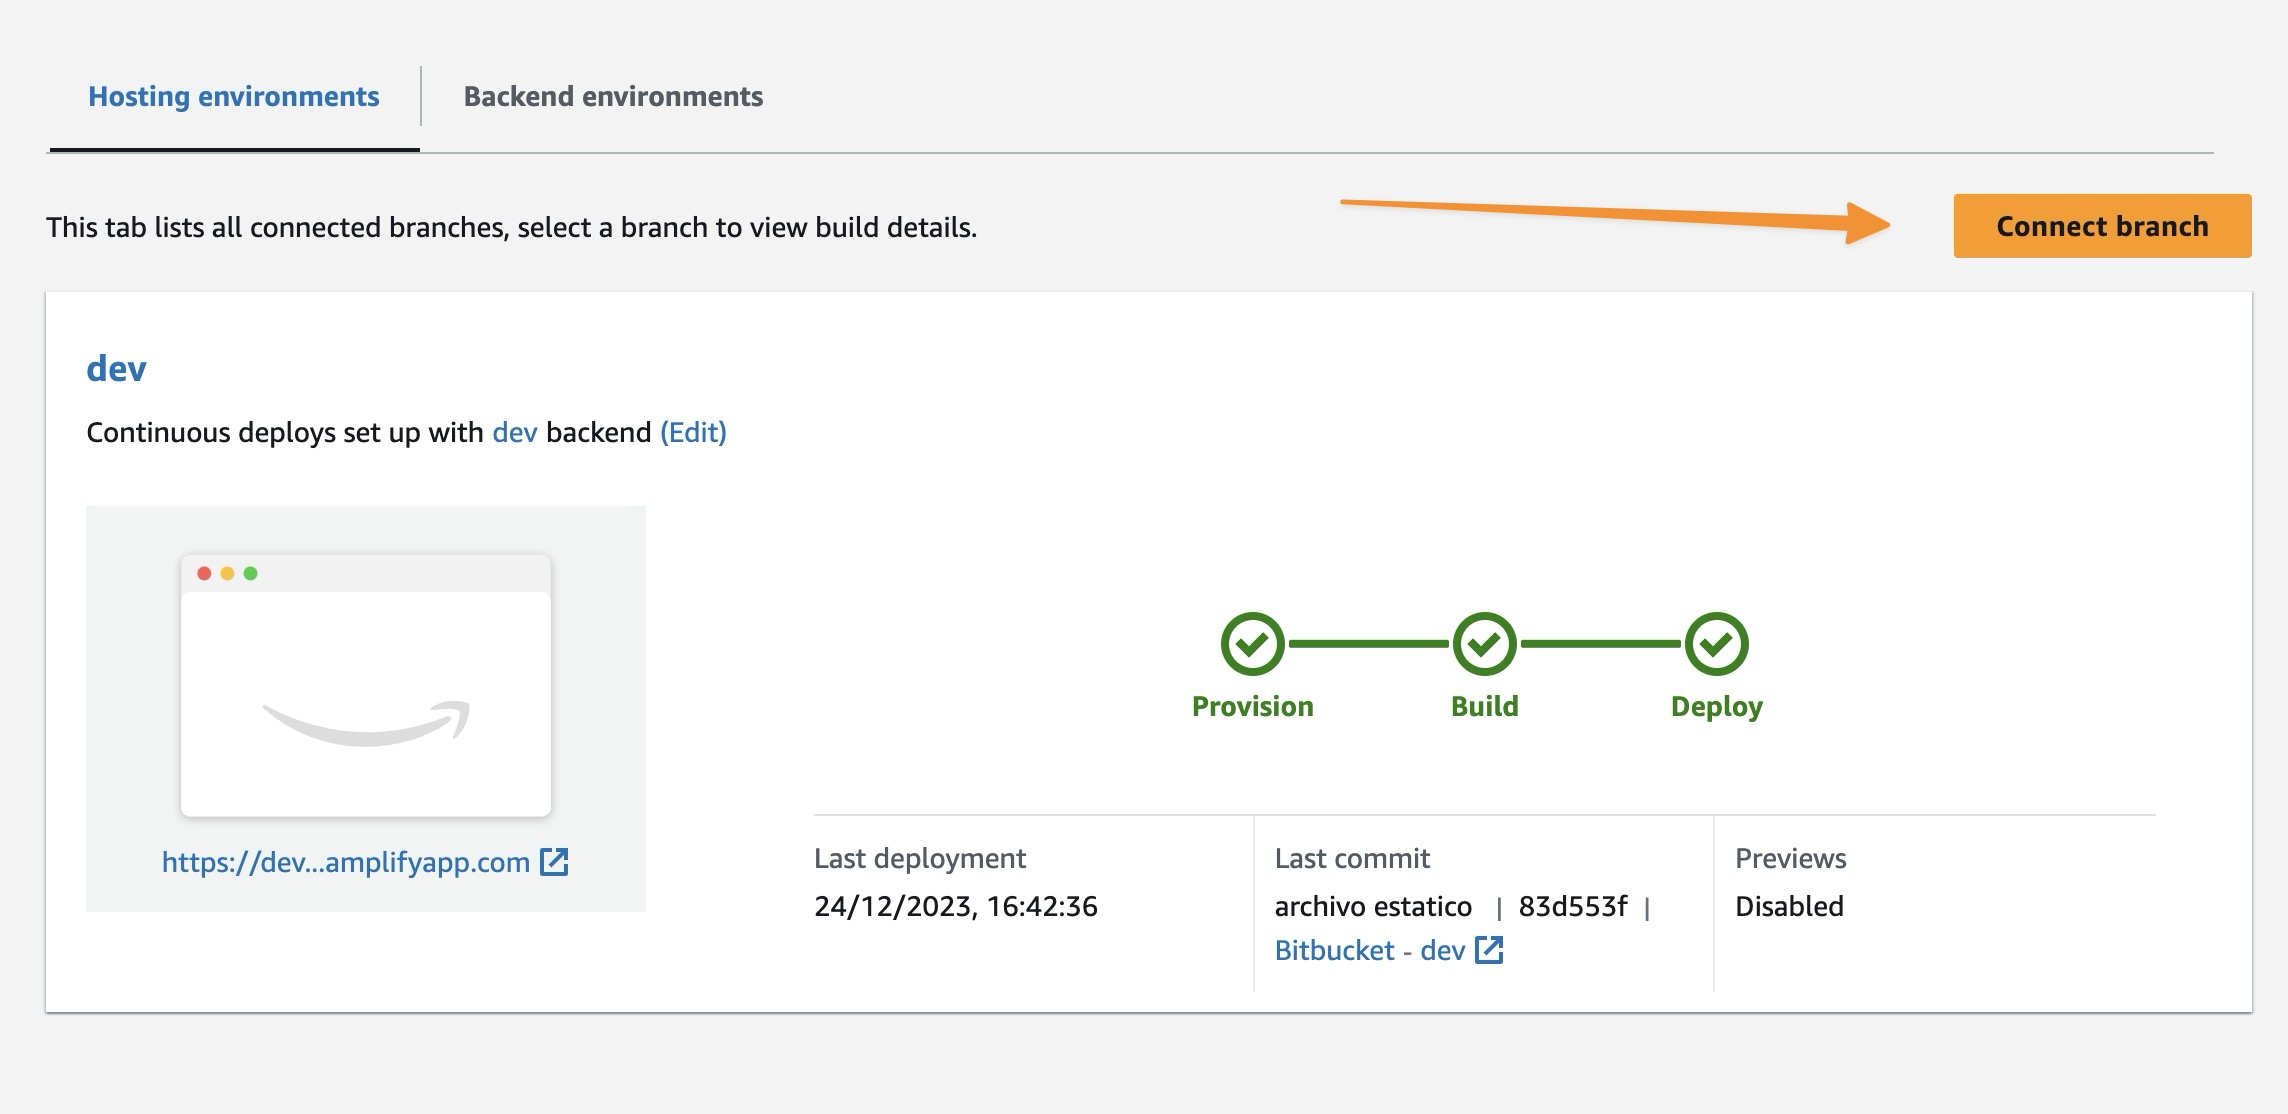 Hosting environments
Backend environments
This tab lists all connected branches, select a branch to view build details.
Connect branch
dev
Continuous deploys set up with dev backend (Edit)
https://dev...amplifyapp.com
Provision
Build
Deploy
Last deployment
24/12/2023, 16:42:36
Last commit
archivo estatico | 83d553f |
Bitbucket - dev
Previews
Disabled